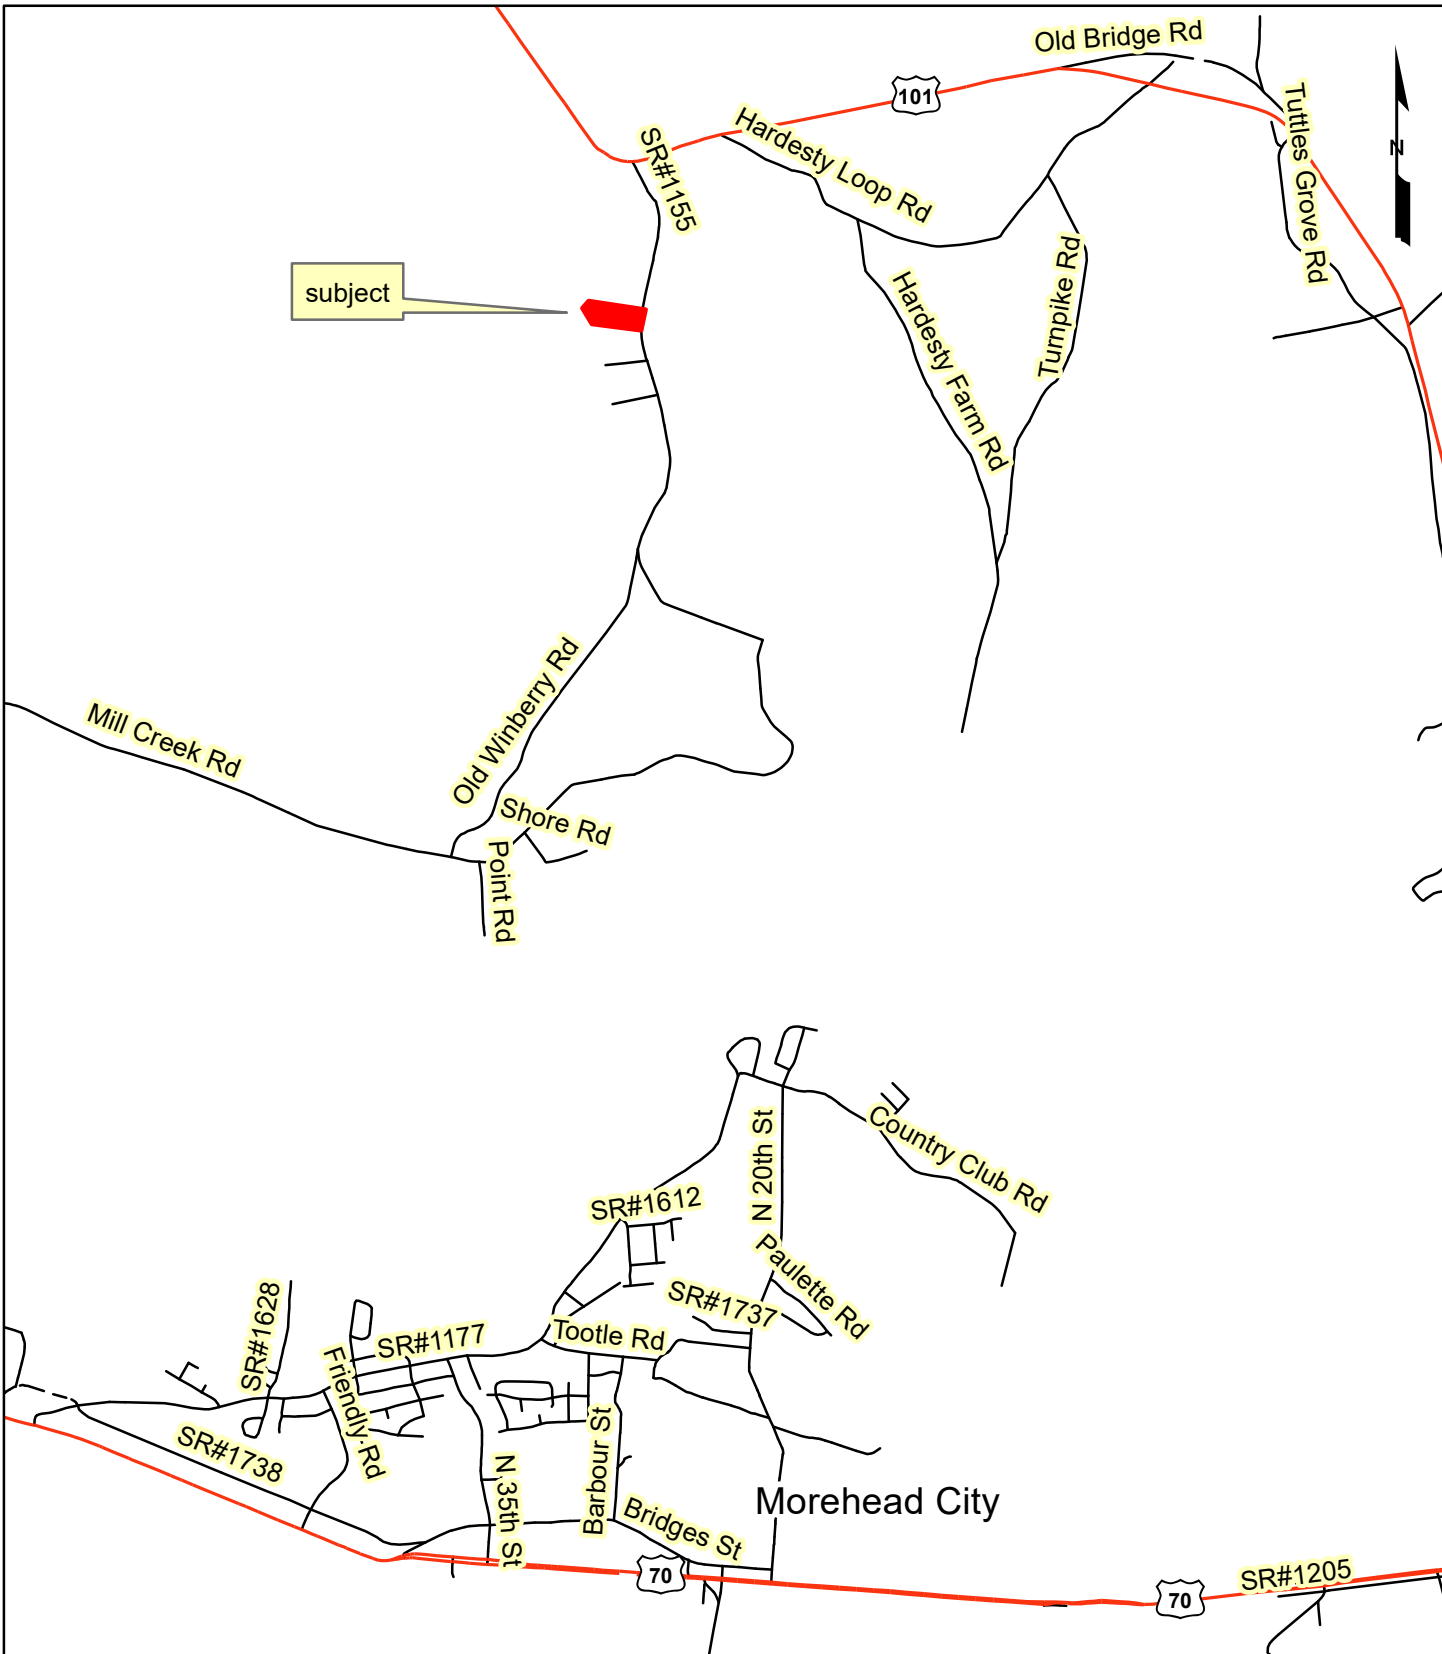 Old Bridge Rd
101
Tuttles Grove Rd
Hardesty Loop Rd
SR#1155
N
subject
Turnpike Rd
Hardesty Farm Rd
Old Winberry Rd
Mill Creek Rd
Shore Rd
Point Rd
N 20th St
Country Club Rd
SR#1612
Paulette Rd
SR#1737
SR#1628
SR#1177
Tootle Rd
Friendly Rd
SR#1738
Barbour St
N 35th St
Morehead City
Bridges St
70
SR#1205
70